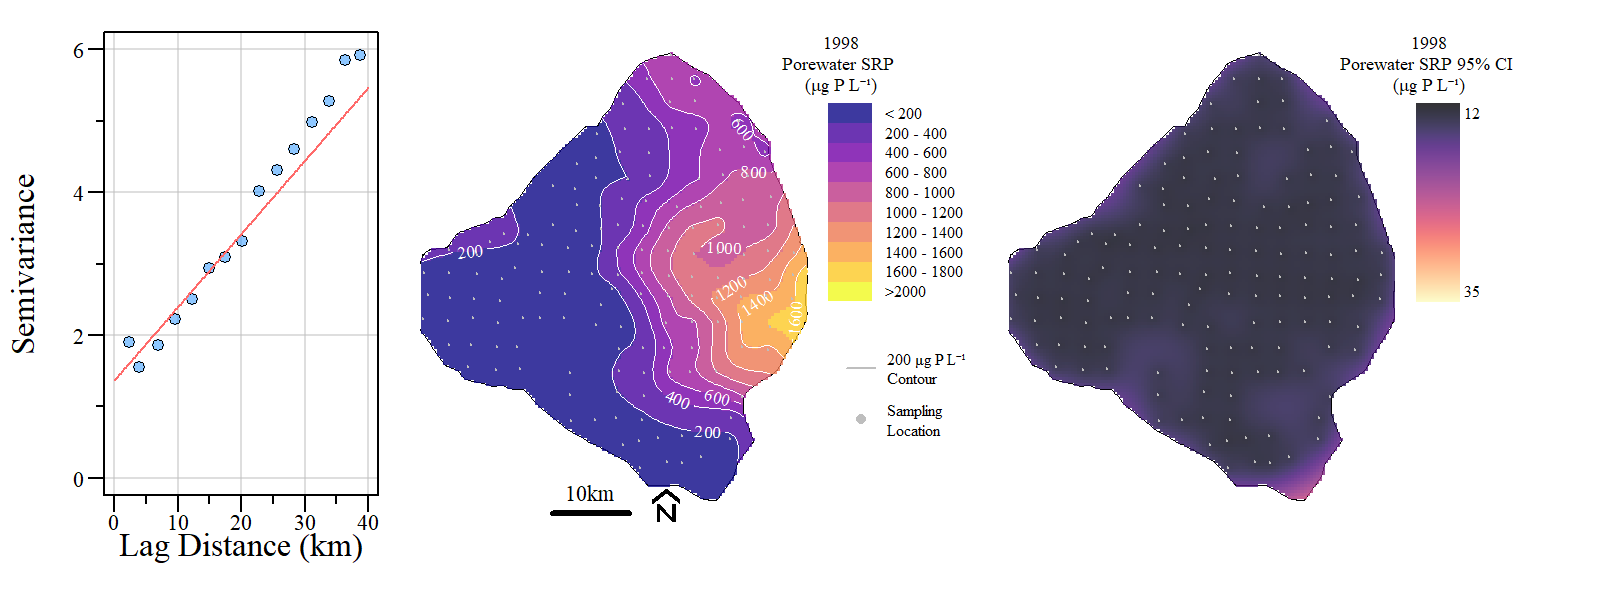 6
4
2
0
Semivariance
0 10 20 30 40
Lag Distance (km)
200
600
800
1000
1200
1400
1600
400
600
200
10km
N
1998
Porewater SRP
(µg P L⁻¹)
< 200
200 - 400
400 - 600
600 - 800
800 - 1000
1000 - 1200
1200 - 1400
1400 - 1600
1600 - 1800
>2000
200 µg P L⁻¹
Contour
Sampling
Location
1998
Porewater SRP 95% CI
(µg P L⁻¹)
12
35